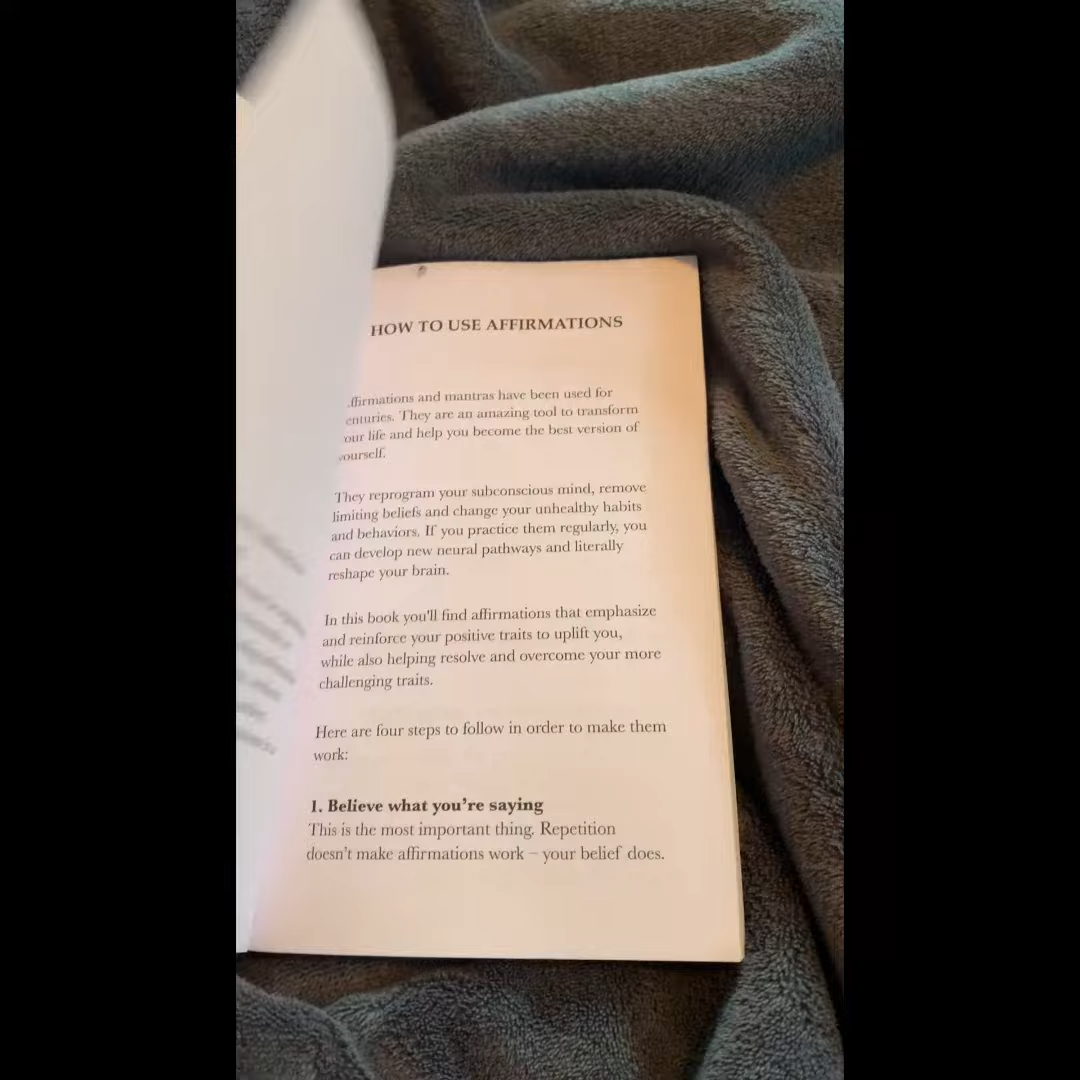 HOW TO USE AFFIRMATIONS
ffirmations and mantras have been used for
enturies. They are an amazing tool to transform
our life and help you become the best version of
ourself.
They reprogram your subconscious mind, remove
limiting beliefs and change your unhealthy habits
and behaviors. If you practice them regularly, you
can develop new neural pathways and literally
reshape your brain.
In this book you'll find affirmations that emphasize
and reinforce your positive traits to uplift you,
while also helping resolve and overcome your more
challenging traits.
Here are four steps to follow in order to make them
work:
1. Believe what you're saying
This is the most important thing. Repetition
doesn't make affirmations work – your belief does.